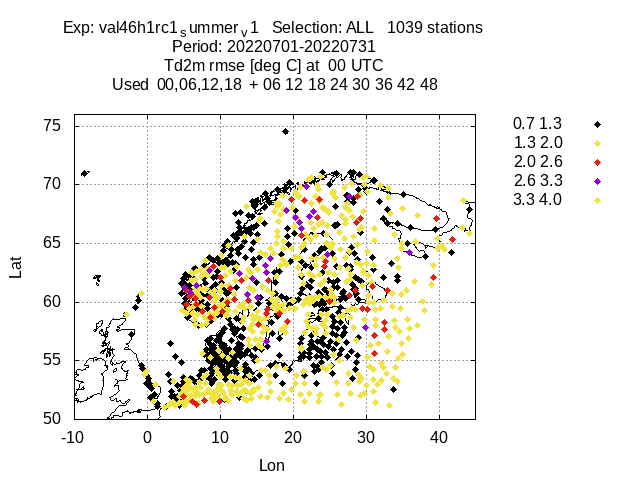 Exp: val46h1rc1summerv1 Selection: ALL 1039 stations
Period: 20220701-20220731
Td2m rmse [deg C] at 00 UTC
Used 00,06,12,18 + 06 12 18 24 30 36 42 48
75
70
65
60
55
50
Lat
-10 0 10 20 30 40
Lon
0.7 1.3
1.3 2.0
2.0 2.6
2.6 3.3
3.3 4.0